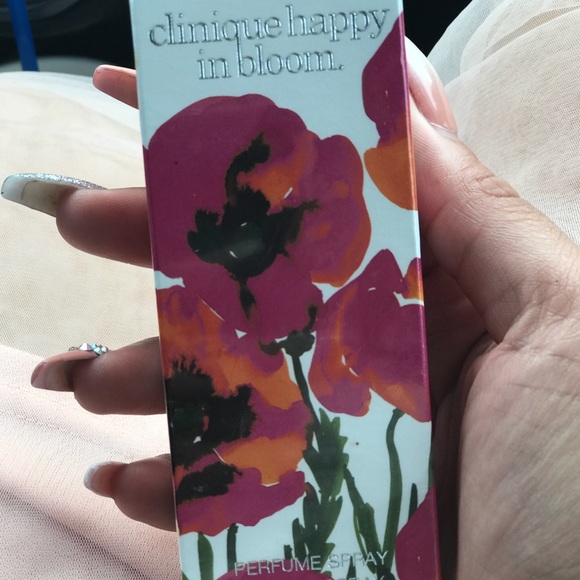 clinique happy
in bloom.
PERFUME SPRAY